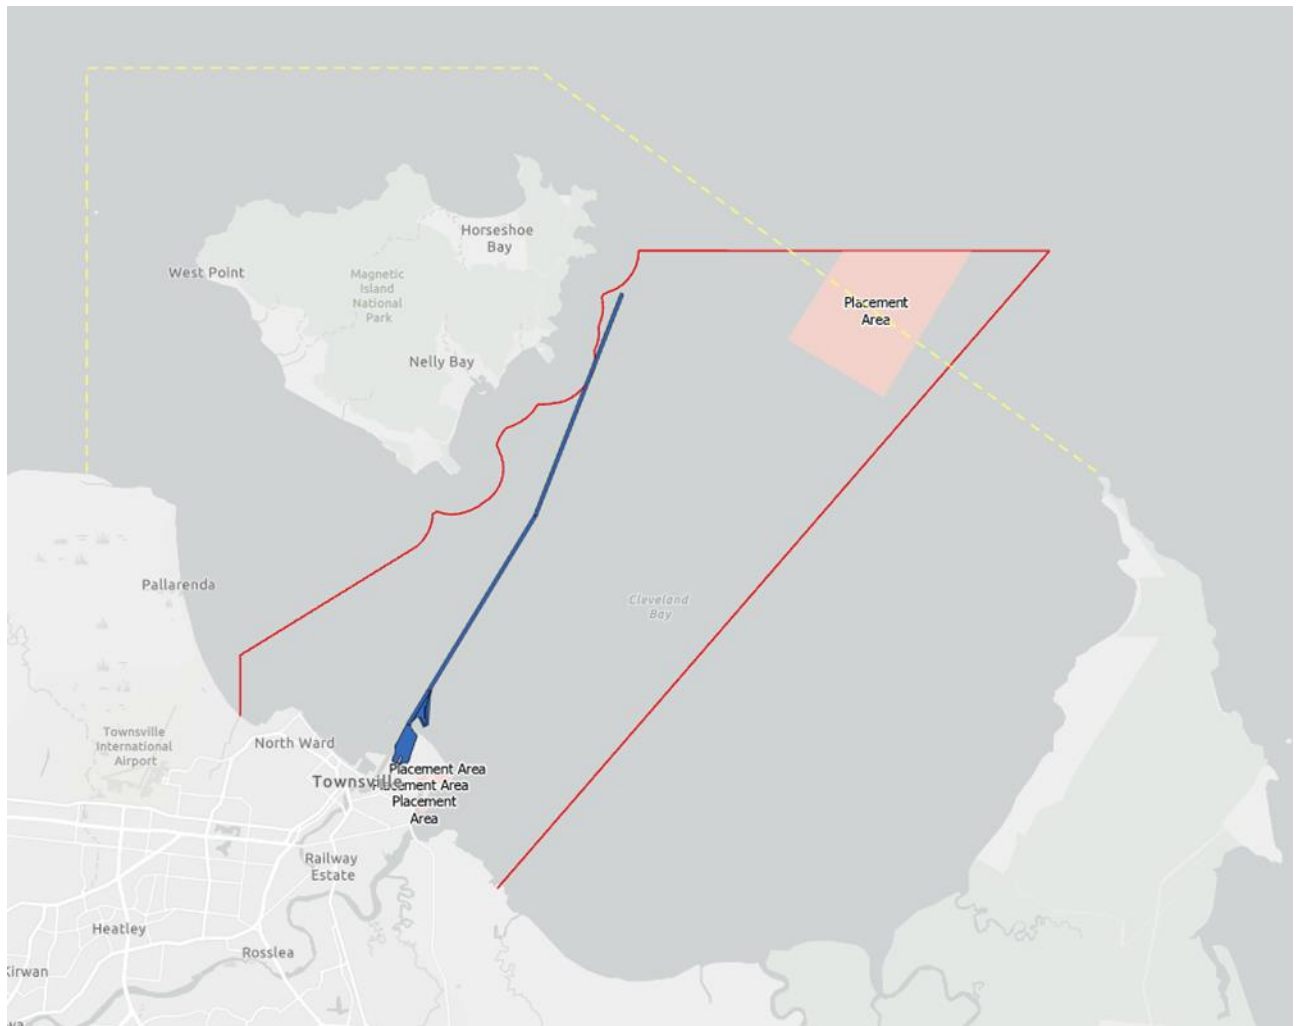 Horseshoe
Bay
West Point
Magnetic
Island
National
Park
Placement
Area
Nelly Bay
Pallarenda
Cleveland
Bay
Townsville
International
Airport
North Ward
Placement Area
Townsville
Placement Area
Placement
Area
Railway
Estate
Heatley
Rosslea
Kirwan